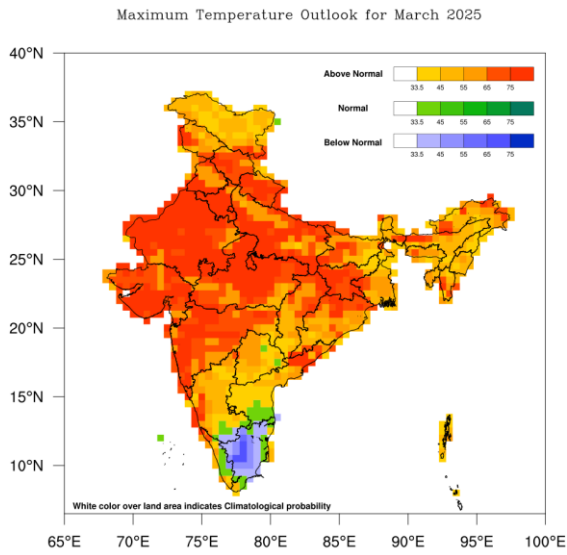 Maximum Temperature Outlook for March 2025
40°N
35°N
30°N
25°N
20°N
15°N
10°N
Above Normal
33.5 45 55 65 75
Normal
33.5 45 55 65 75
Below Normal
33.5 45 55 65 75
White color over land area indicates Climatological probability
65°E 70°E 75°E 80°E 85°E 90°E 95°E 100°E